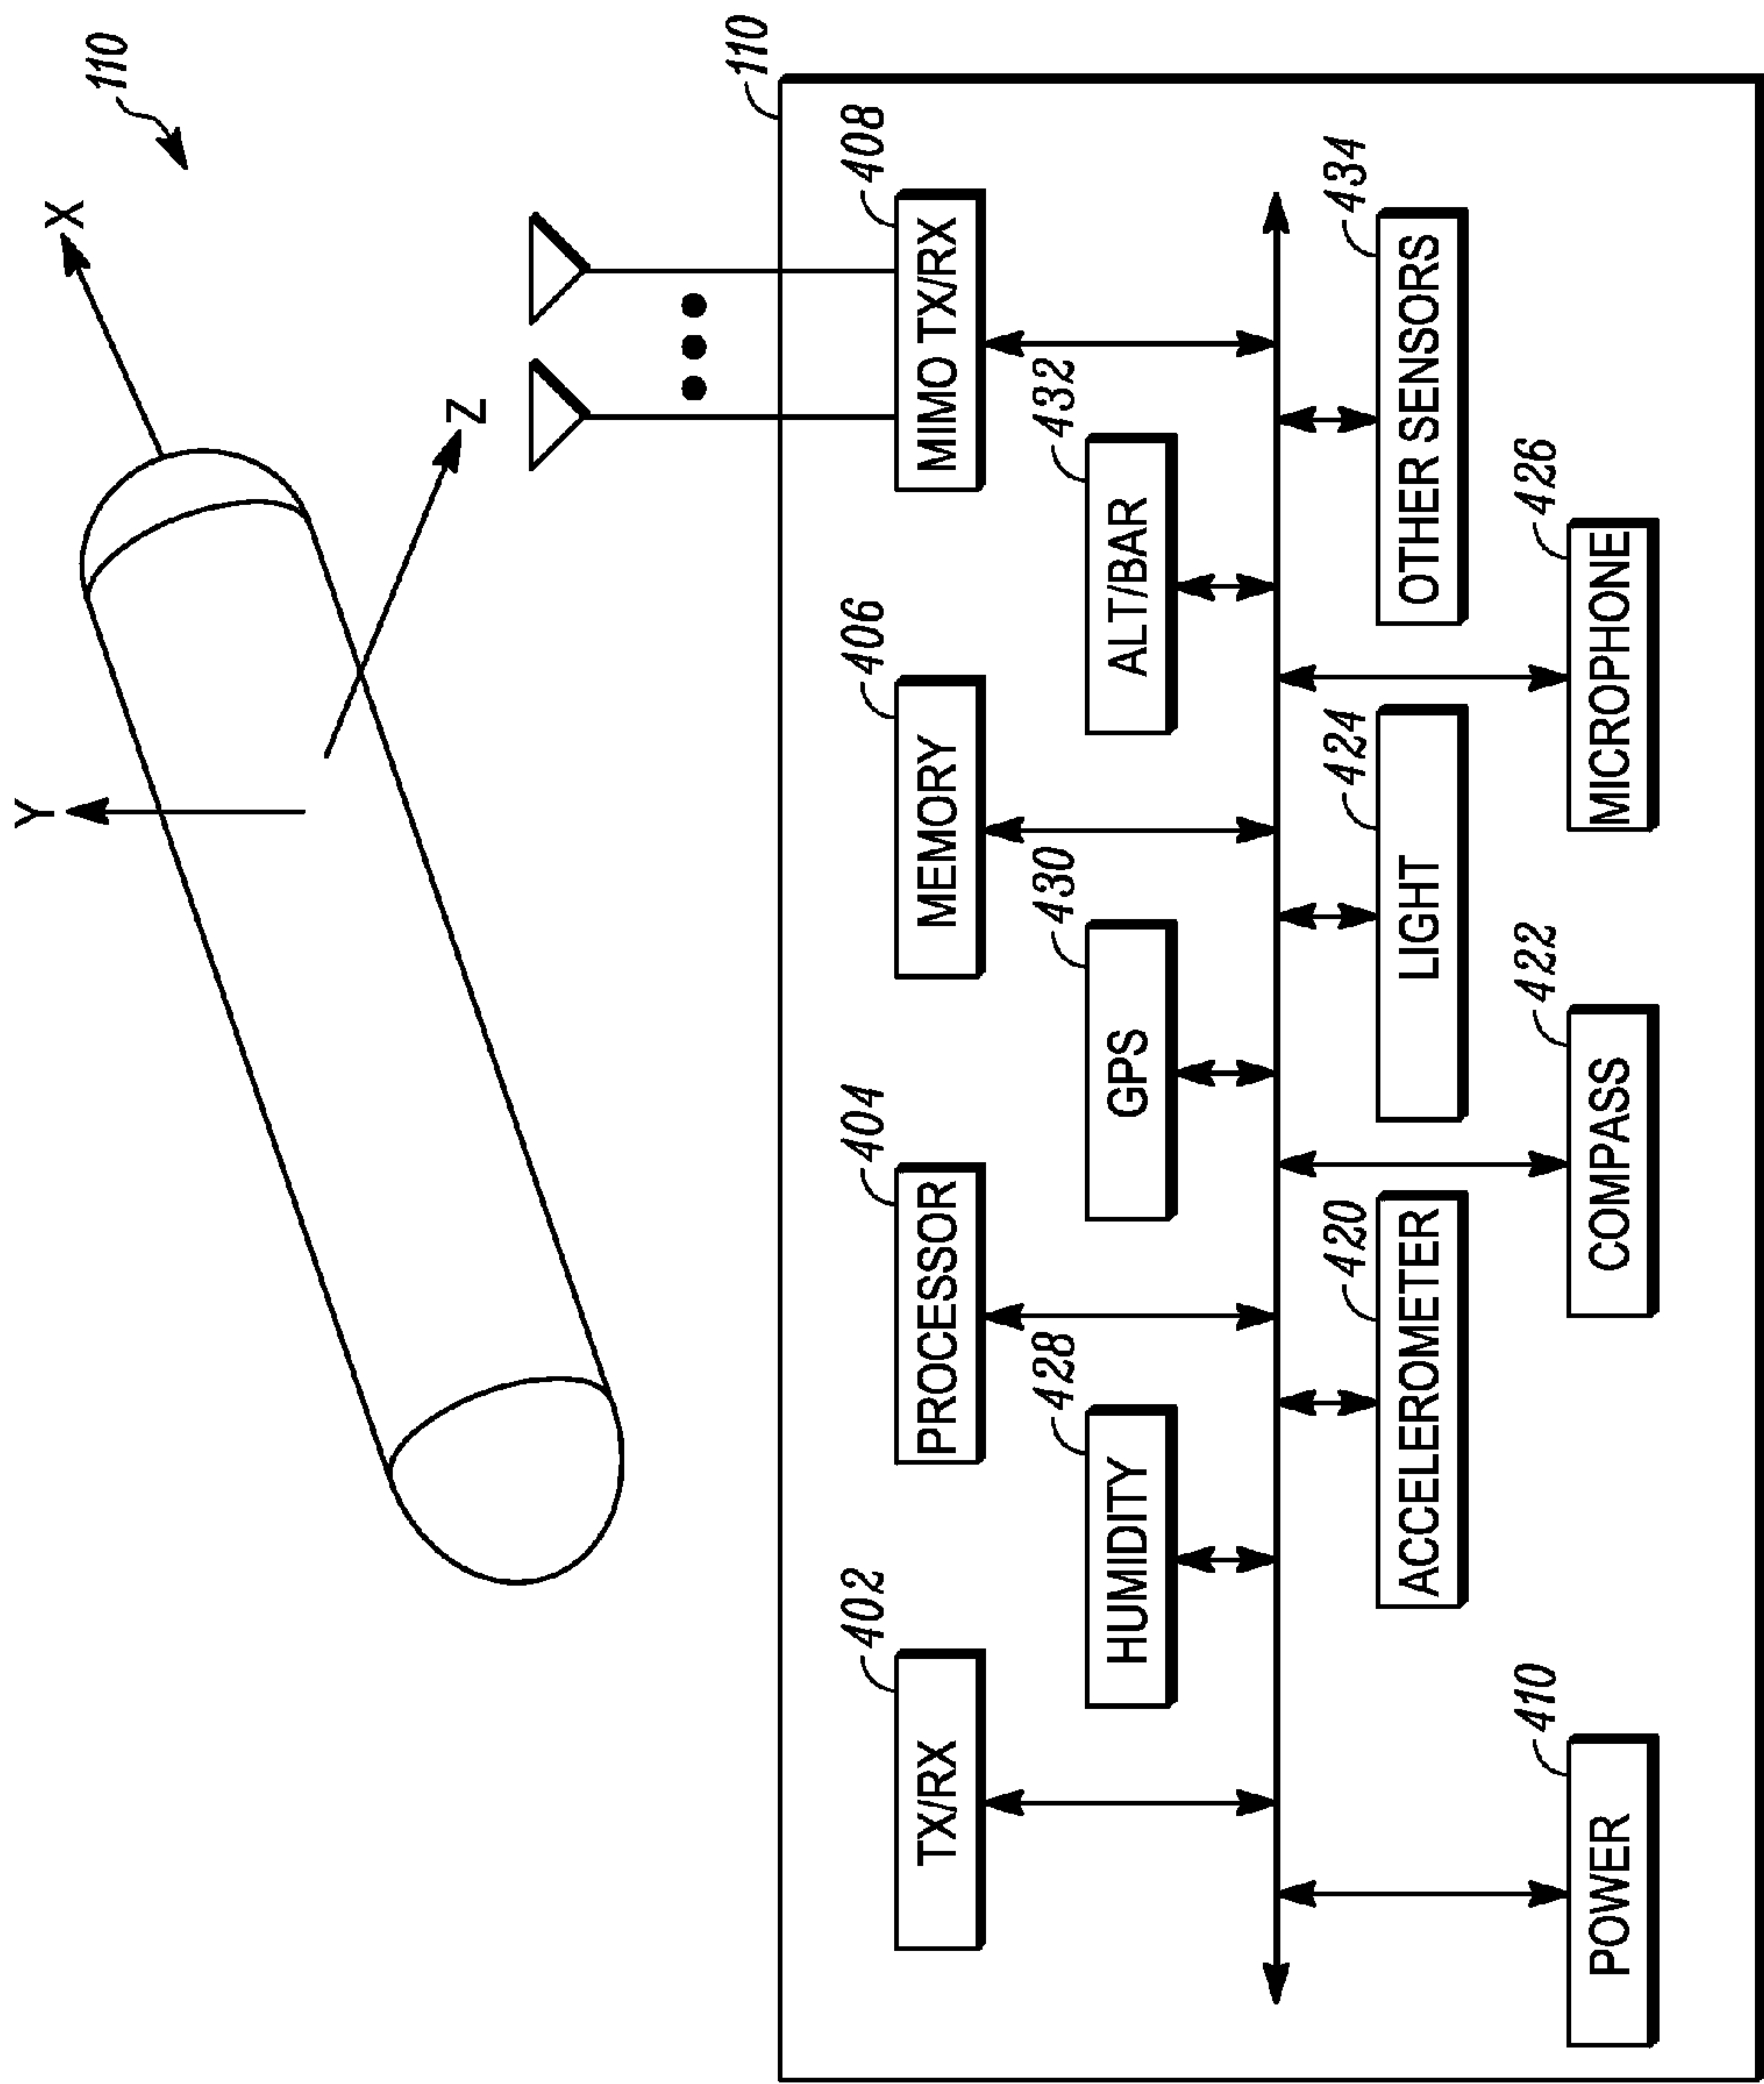 110
X
Y
Z
110
402
404
406
408
TX/RX
PROCESSOR
MEMORY
MIMO TX/RX
428
430
432
HUMIDITY
GPS
ALT/BAR
420
424
434
ACCELEROMETER
LIGHT
OTHER SENSORS
410
422
426
POWER
COMPASS
MICROPHONE